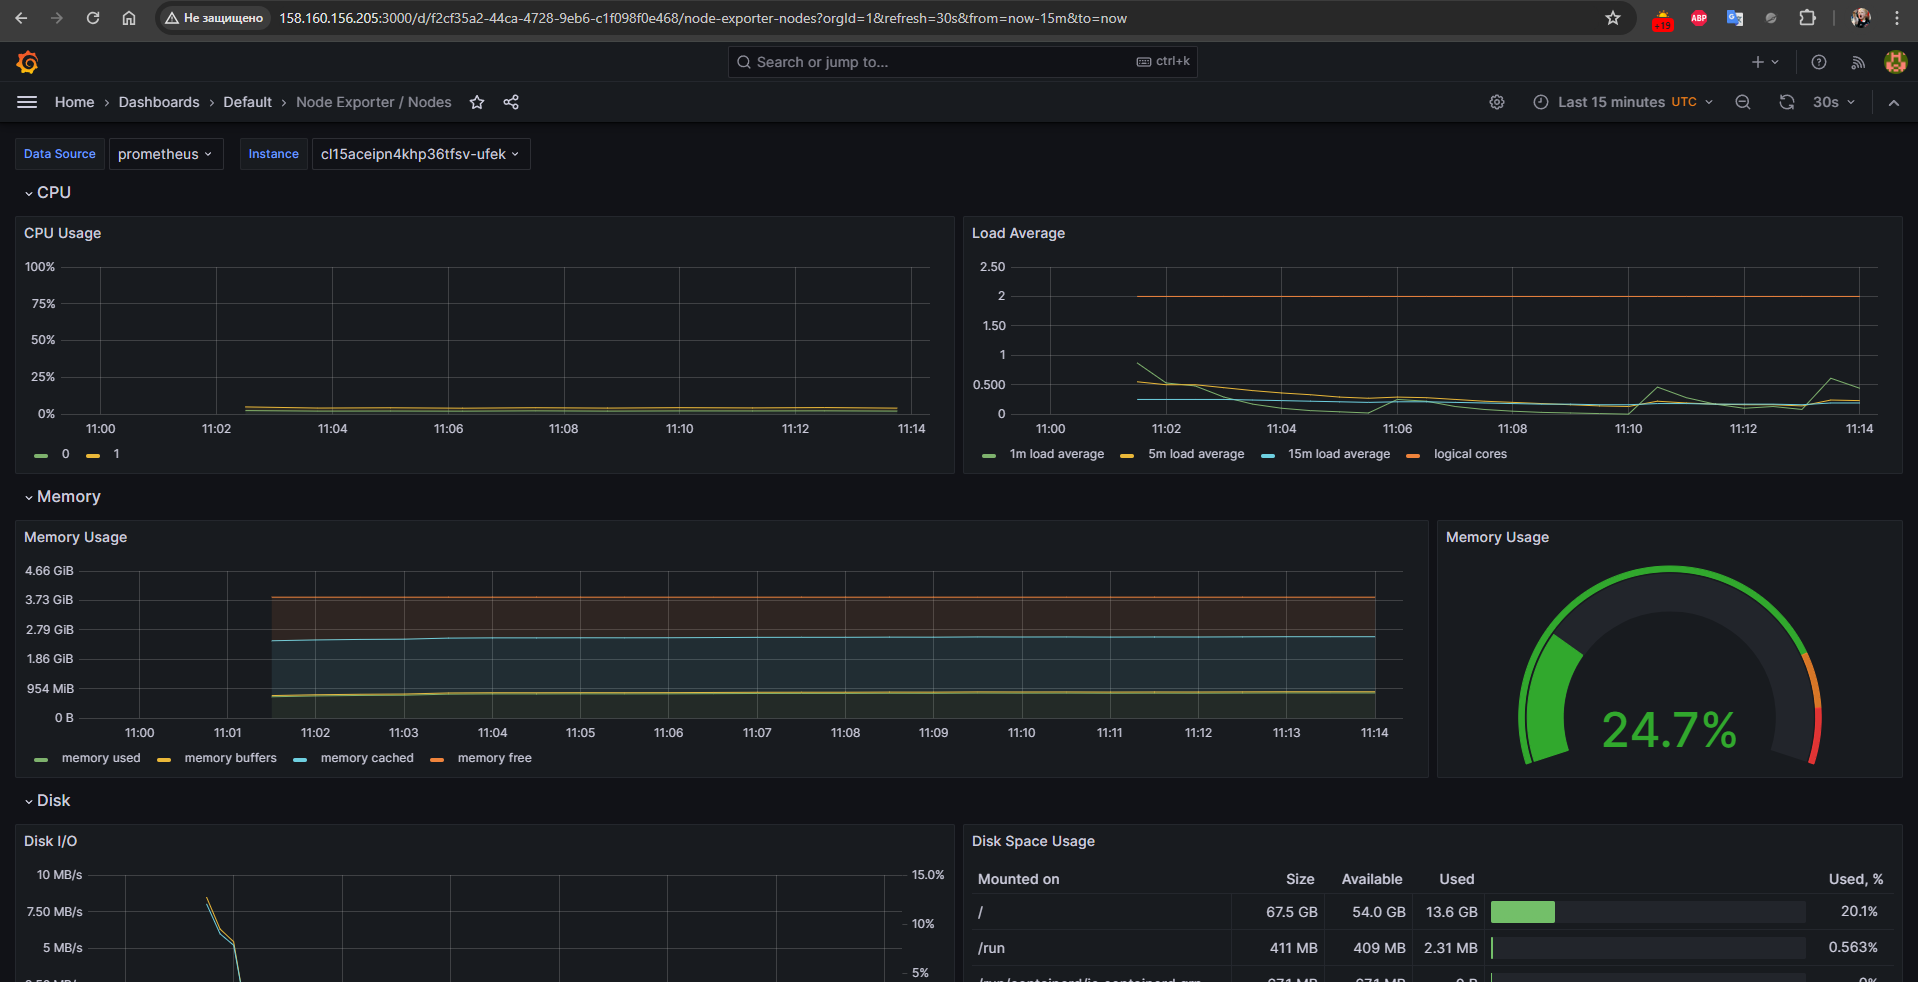 Не защищено
158.160.156.205:3000/d/f2cf35a2-44ca-4728-9eb6-c1f098f0e468/node-exporter-nodes?orgId=1&refresh=30s&from=now-15m&to=now
+19
ABP
Search or jump to...
ctrl+k
Home › Dashboards › Default › Node Exporter / Nodes
Last 15 minutes UTC
30s
Data Source
prometheus
Instance
cl15aceipn4khp36tfsv-ufek
CPU
CPU Usage
100%
75%
50%
25%
0%
11:00 11:02 11:04 11:06 11:08 11:10 11:12 11:14
0 1
Load Average
2.50
2
1.50
1
0.500
0
11:00 11:02 11:04 11:06 11:08 11:10 11:12 11:14
1m load average 5m load average 15m load average logical cores
Memory
Memory Usage
4.66 GiB
3.73 GiB
2.79 GiB
1.86 GiB
954 MiB
0 B
11:00 11:01 11:02 11:03 11:04 11:05 11:06 11:07 11:08 11:09 11:10 11:11 11:12 11:13 11:14
memory used memory buffers memory cached memory free
Memory Usage
24.7%
Disk
Disk I/O
10 MB/s
7.50 MB/s
5 MB/s
15.0%
10%
5%
Disk Space Usage
Mounted on Size Available Used Used, %
/ 67.5 GB 54.0 GB 13.6 GB 20.1%
/run 411 MB 409 MB 2.31 MB 0.563%